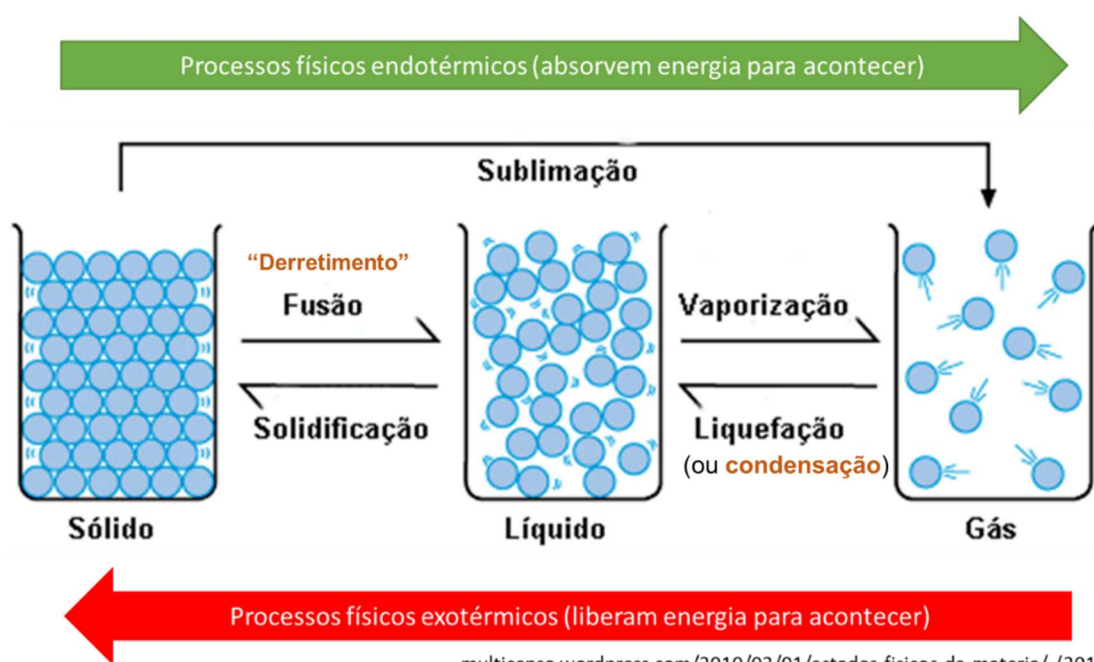 Processos físicos endotérmicos (absorvem energia para acontecer)
Sublimação
“Derretimento”
Fusão
Vaporização
Solidificação
Liquefação
(ou condensação)
Sólido
Líquido
Gás
Processos físicos exotérmicos (liberam energia para acontecer)